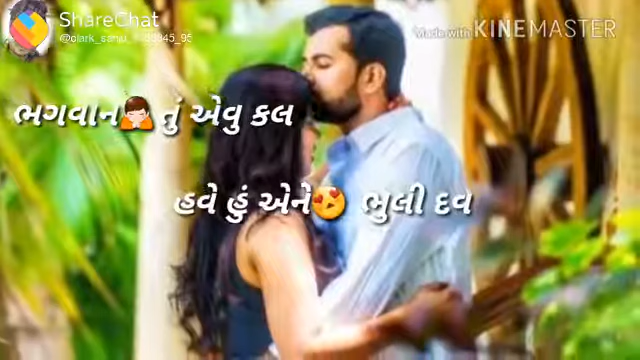 ShareChat
Made with KINEMASTER
ભગવાન તું એવુ કલ
હવે હું એને ભુલી દવ